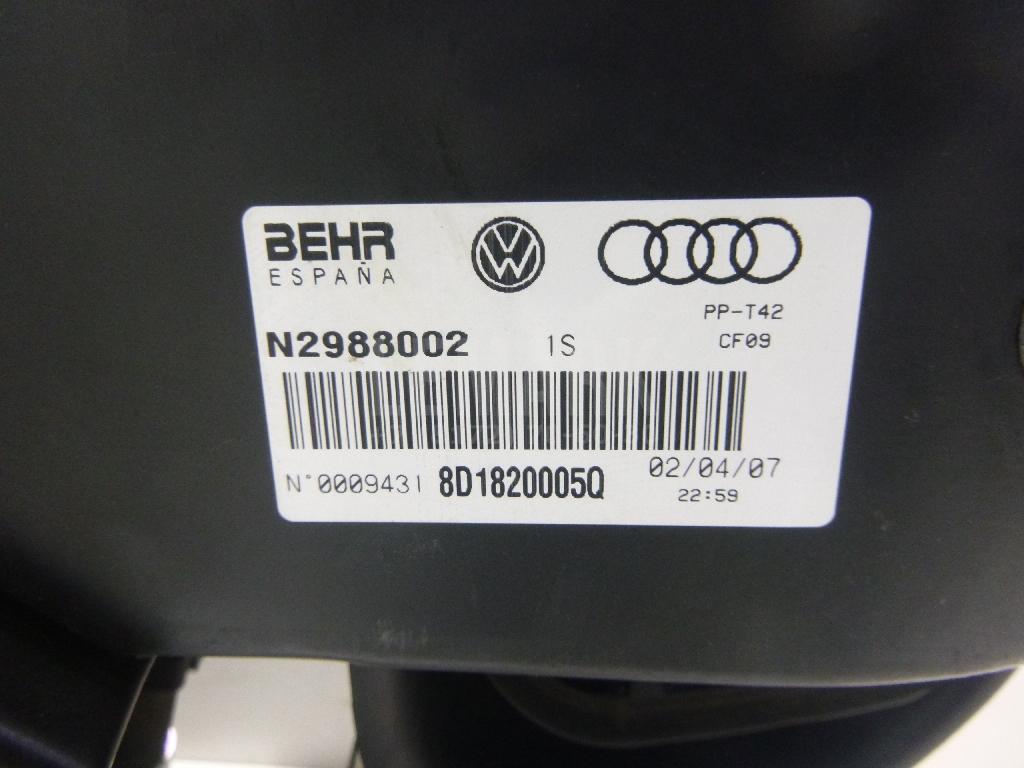 BEHR
ESPAÑA
PP-T42
N2988002 1S CF09
N°0009431 8D1820005Q 02/04/07
22:59